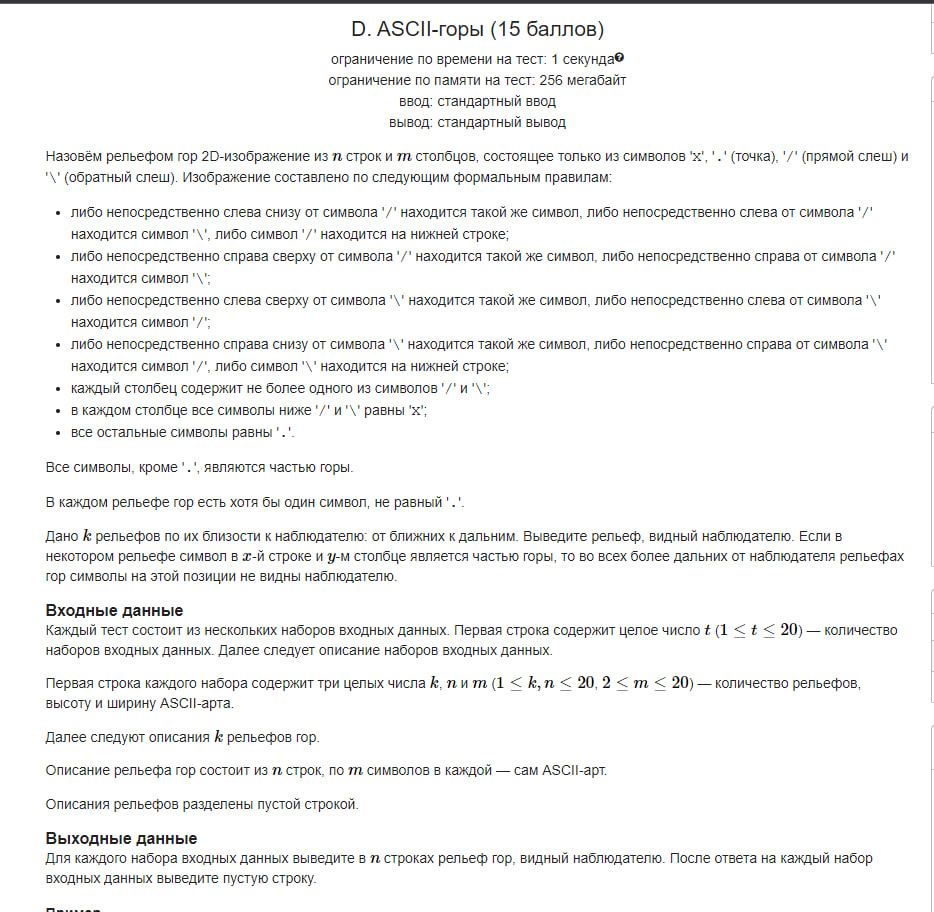 D. ASCII-горы (15 баллов)
ограничение по времени на тест: 1 секунда?
ограничение по памяти на тест: 256 мегабайт
ввод: стандартный ввод
вывод: стандартный вывод
Назовём рельефом гор 2D-изображение из n строк и m столбцов, состоящее только из символов 'x', '.' (точка), '/' (прямой слеш) и
'\' (обратный слеш). Изображение составлено по следующим формальным правилам:
• либо непосредственно слева снизу от символа '/' находится такой же символ, либо непосредственно слева от символа '/'
находится символ '\', либо символ '/' находится на нижней строке;
• либо непосредственно справа сверху от символа '/' находится такой же символ, либо непосредственно справа от символа '/'
находится символ '\';
• либо непосредственно слева сверху от символа '\' находится такой же символ, либо непосредственно слева от символа '\'
находится символ '/';
• либо непосредственно справа снизу от символа '\' находится такой же символ, либо непосредственно справа от символа '\'
находится символ '/', либо символ '\' находится на нижней строке;
• каждый столбец содержит не более одного из символов '/' и '\';
• в каждом столбце все символы ниже '/' и '\' равны 'x';
• все остальные символы равны '.'.
Все символы, кроме '.', являются частью горы.
В каждом рельефе гор есть хотя бы один символ, не равный '.'.
Дано k рельефов по их близости к наблюдателю: от ближних к дальним. Выведите рельеф, видный наблюдателю. Если в
некотором рельефе символ в x-й строке и y-м столбце является частью горы, то во всех более дальних от наблюдателя рельефах
гор символы на этой позиции не видны наблюдателю.
Входные данные
Каждый тест состоит из нескольких наборов входных данных. Первая строка содержит целое число t (1 ≤ t ≤ 20) — количество
наборов входных данных. Далее следует описание наборов входных данных.
Первая строка каждого набора содержит три целых числа k, n и m (1 ≤ k, n ≤ 20, 2 ≤ m ≤ 20) — количество рельефов,
высоту и ширину ASCII-арта.
Далее следуют описания k рельефов гор.
Описание рельефа гор состоит из n строк, по m символов в каждой — сам ASCII-арт.
Описания рельефов разделены пустой строкой.
Выходные данные
Для каждого набора входных данных выведите в n строках рельеф гор, видный наблюдателю. После ответа на каждый набор
входных данных выведите пустую строку.